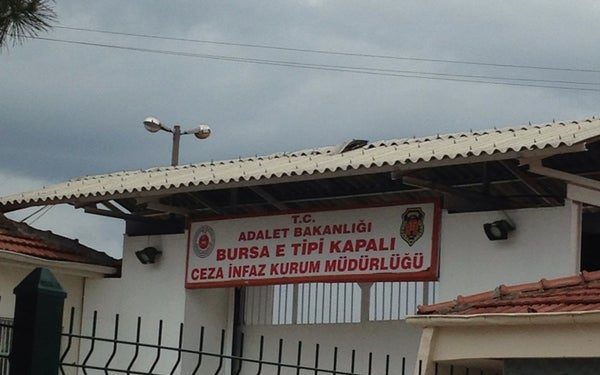 T.C.
ADALET BAKANLIĞI
BURSA E TİPİ KAPALI
CEZA İNFAZ KURUM MÜDÜRLÜĞÜ